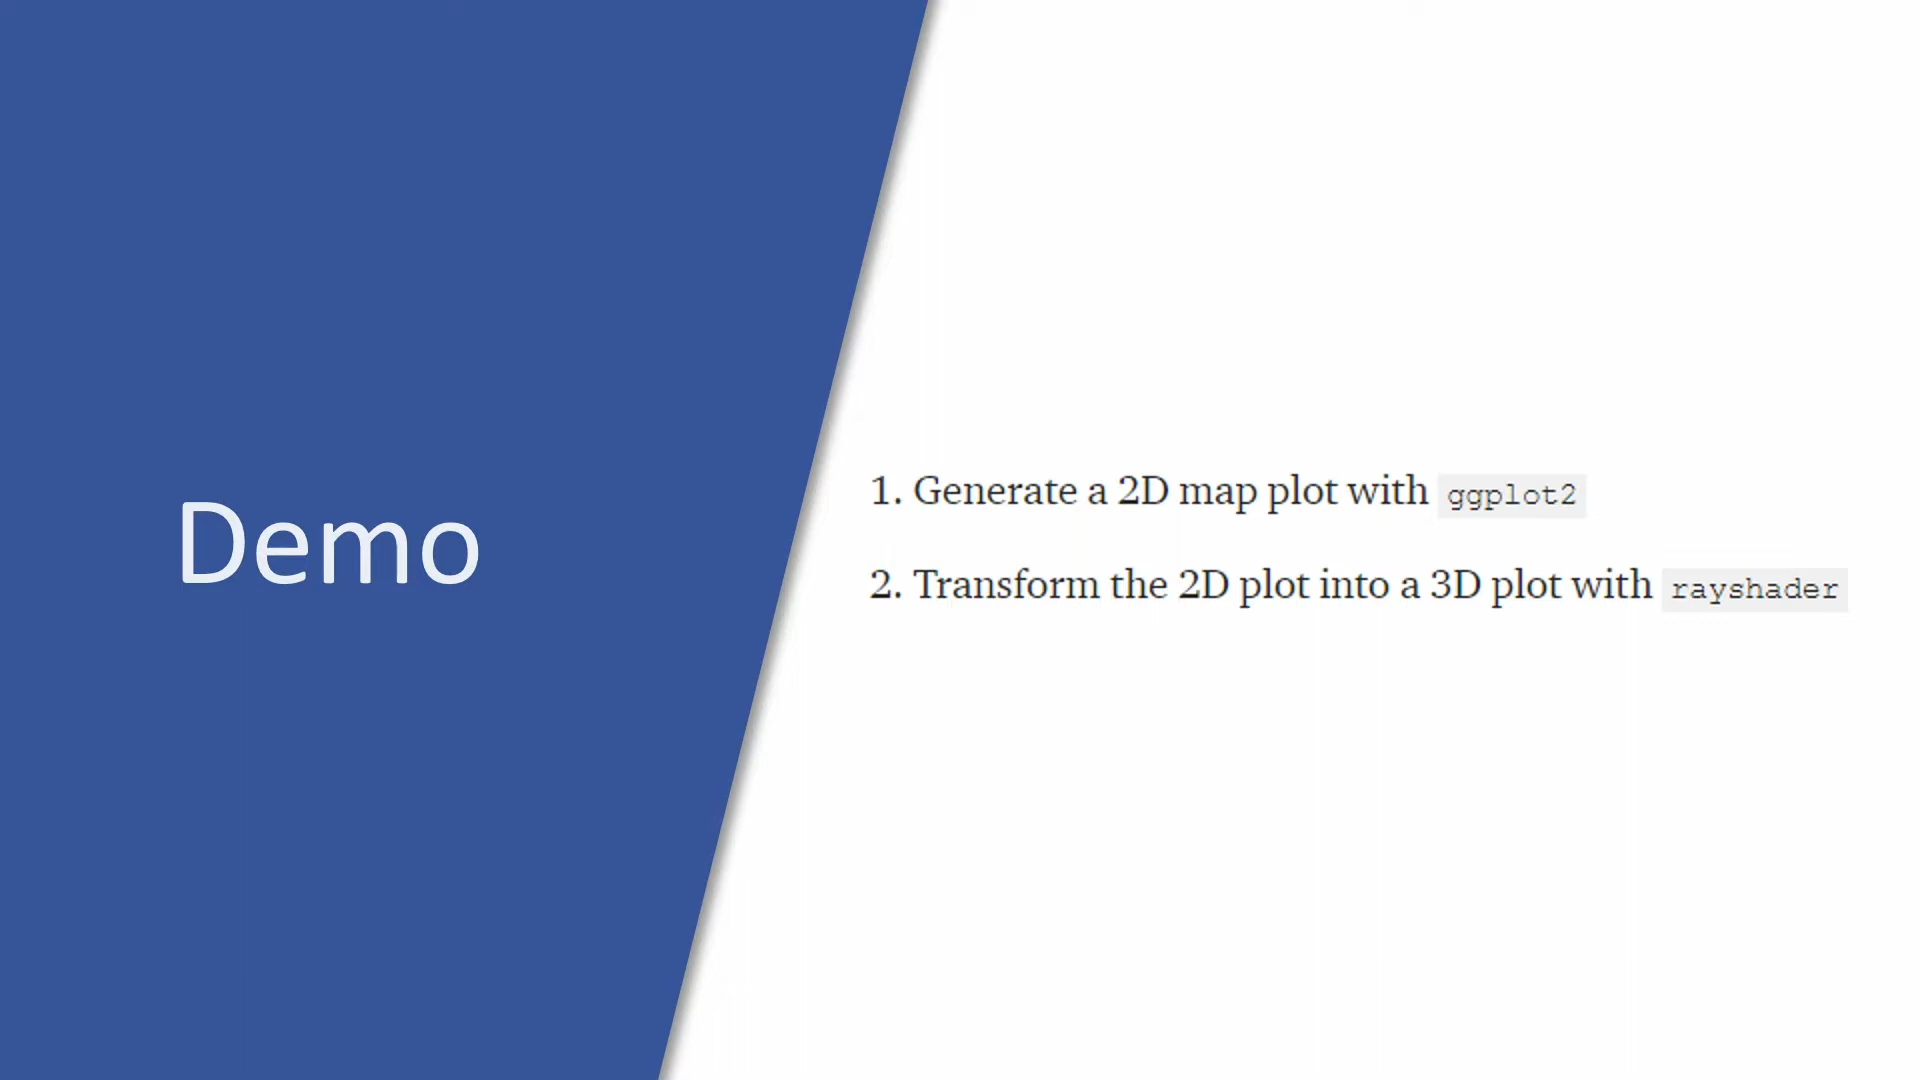 Demo
1. Generate a 2D map plot with ggplot2
2. Transform the 2D plot into a 3D plot with rayshader